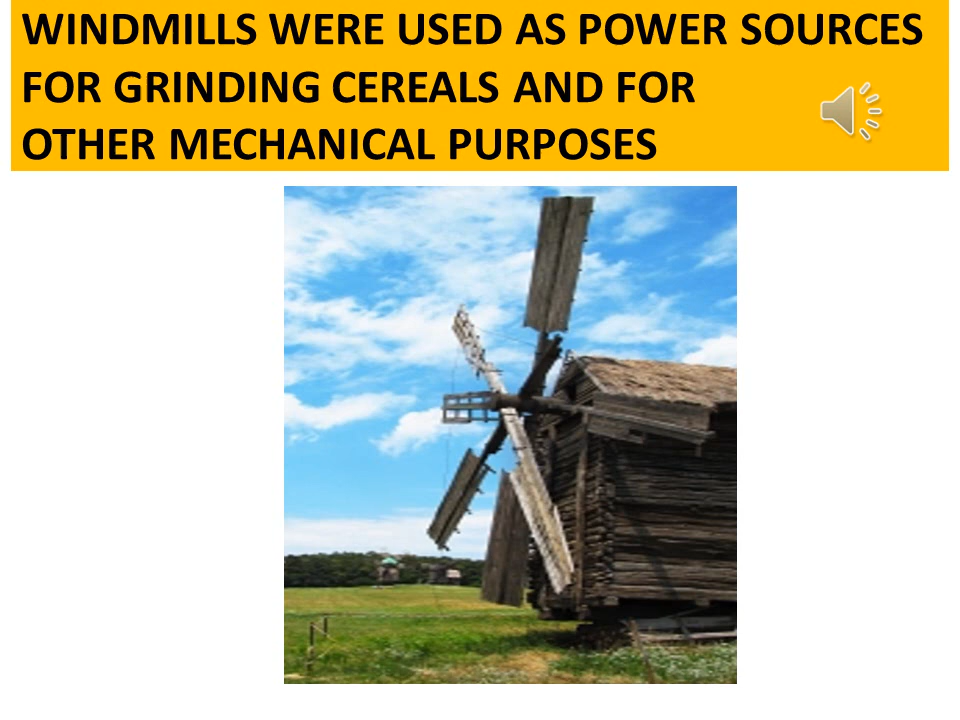 WINDMILLS WERE USED AS POWER SOURCES
FOR GRINDING CEREALS AND FOR
OTHER MECHANICAL PURPOSES